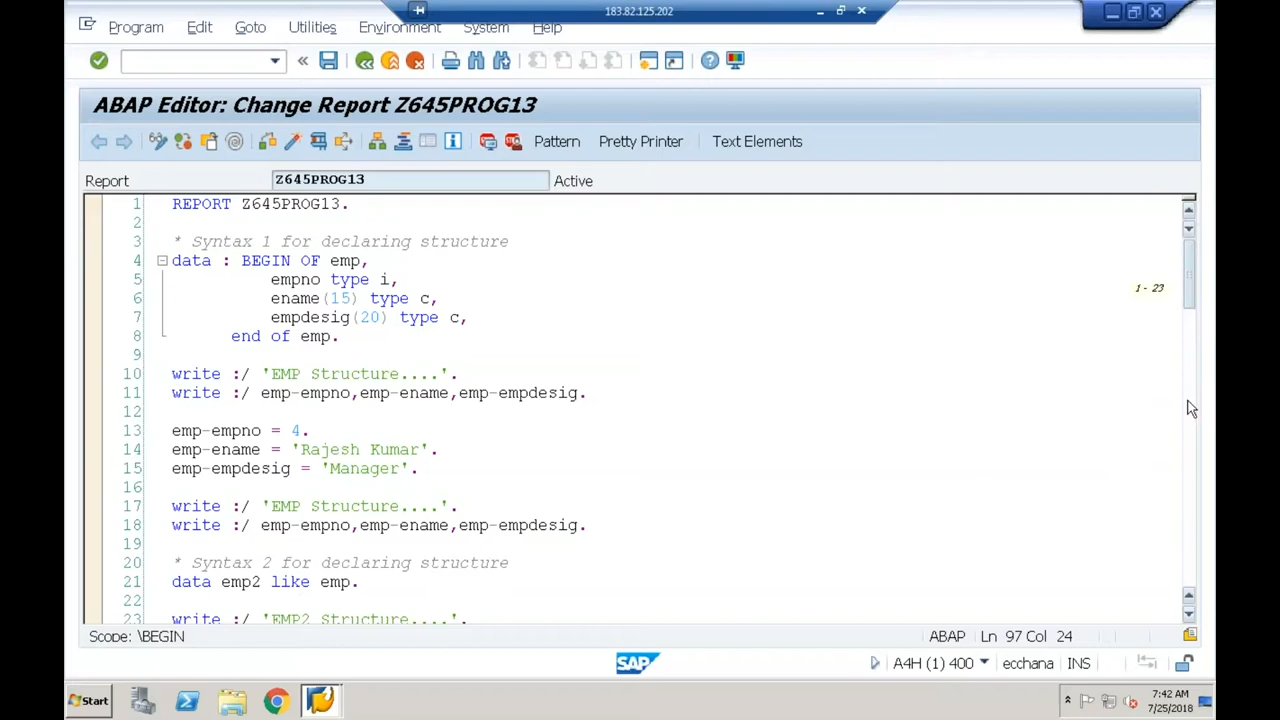 183.82.125.202
Program Edit Goto Utilities Environment System Help
«
ABAP Editor: Change Report Z645PROG13
Pattern Pretty Printer Text Elements
Report Z645PROG13 Active
1 REPORT Z645PROG13.
2
3 * Syntax 1 for declaring structure
4 data : BEGIN OF emp,
5 empno type i,
6 ename(15) type c,
7 empdesig(20) type c,
8 end of emp.
9
10 write :/ 'EMP Structure....'.
11 write :/ emp-empno,emp-ename,emp-empdesig.
12
13 emp-empno = 4.
14 emp-ename = 'Rajesh Kumar'.
15 emp-empdesig = 'Manager'.
16
17 write :/ 'EMP Structure....'.
18 write :/ emp-empno,emp-ename,emp-empdesig.
19
20 * Syntax 2 for declaring structure
21 data emp2 like emp.
22
23 write :/ 'EMP2 Structure....'.
1 - 23
Scope: \BEGIN ABAP Ln 97 Col 24
SAP A4H (1) 400 ecchana INS
Start 7:42 AM
7/25/2018